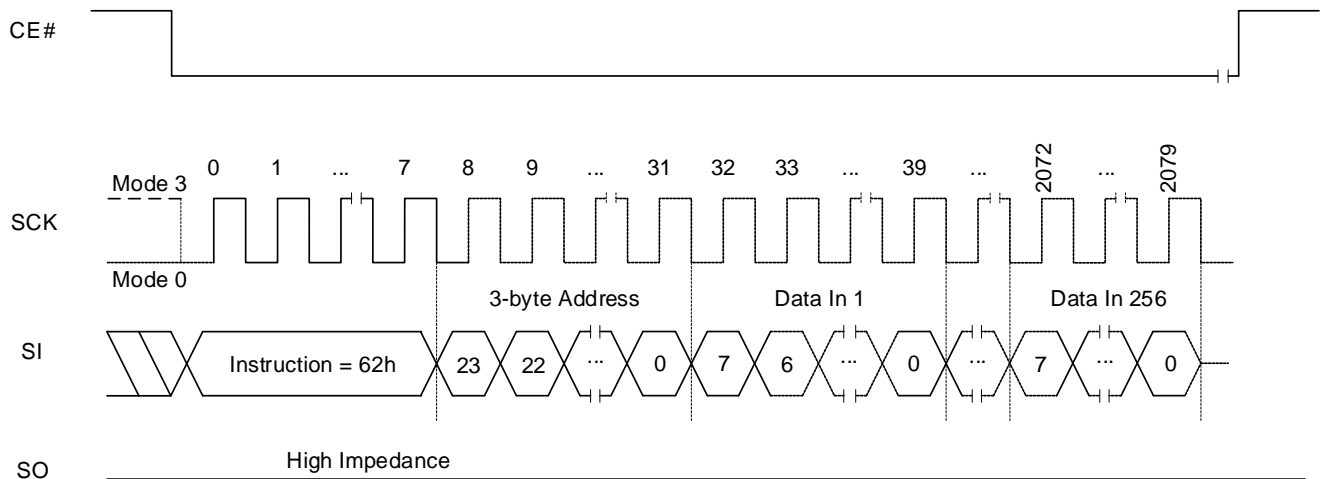 CE#
0 1 ... 7 8 9 ... 31 32 33 ... 39 ... 2072 ... 2079
Mode 3
SCK
Mode 0
3-byte Address Data In 1 Data In 256
SI Instruction = 62h 23 22 ... 0 7 6 ... 0 ... 7 ... 0
High Impedance
SO